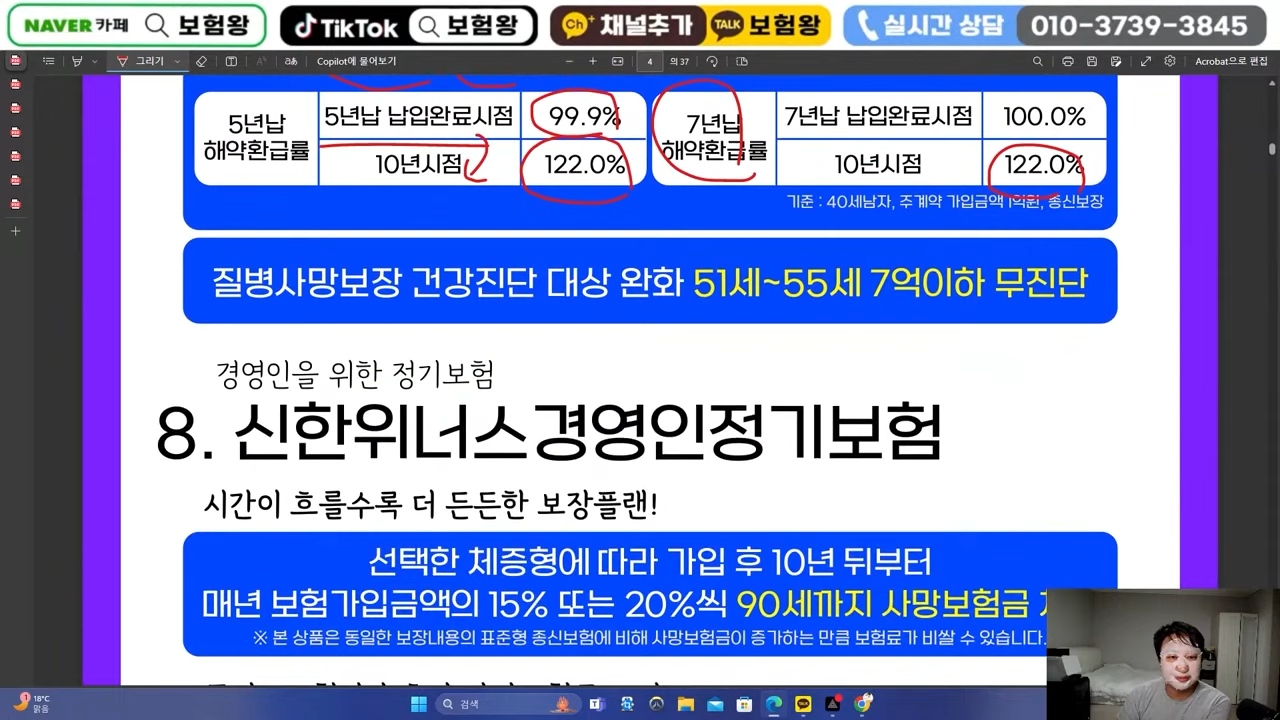 NAVER 카페 보험왕 TikTok 보험왕 Ch+ 채널추가 TALK 보험왕 실시간 상담 010-3739-3845
그리기 Copilot에 물어보기 4 의 37 Acrobat으로 편집
5년납 해약환급률 5년납 납입완료시점 99.9% 7년납 해약환급률 7년납 납입완료시점 100.0%
10년시점 122.0% 10년시점 122.0%
기준 : 40세남자, 주계약 가입금액 1억원, 종신보장
질병사망보장 건강진단 대상 완화 51세~55세 7억이하 무진단
경영인을 위한 정기보험
8. 신한위너스경영인정기보험
시간이 흐를수록 더 든든한 보장플랜!
선택한 체증형에 따라 가입 후 10년 뒤부터
매년 보험가입금액의 15% 또는 20%씩 90세까지 사망보험금
※ 본 상품은 동일한 보장내용의 표준형 종신보험에 비해 사망보험금이 증가하는 만큼 보험료가 비쌀 수 있습니다.
1 18°C
맑음
검색